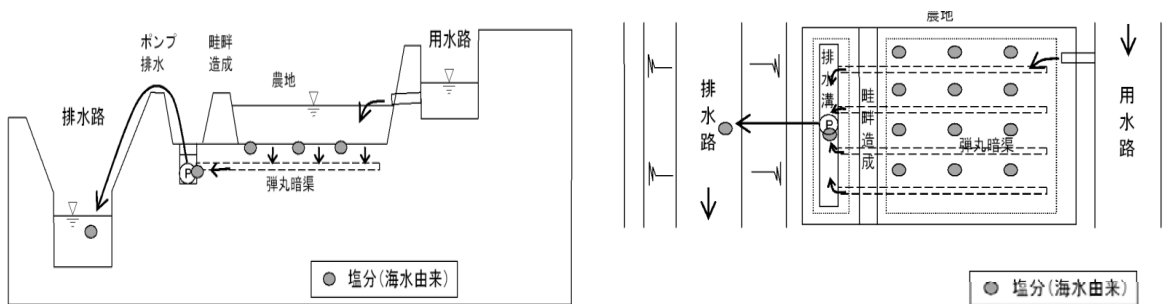 ポンプ
排水
畦畔
造成
用水路
農地
排水路
P
弾丸暗渠
塩分(海水由来)
農地
排水路
排水溝
P
畦畔造成
弾丸暗渠
用水路
塩分(海水由来)